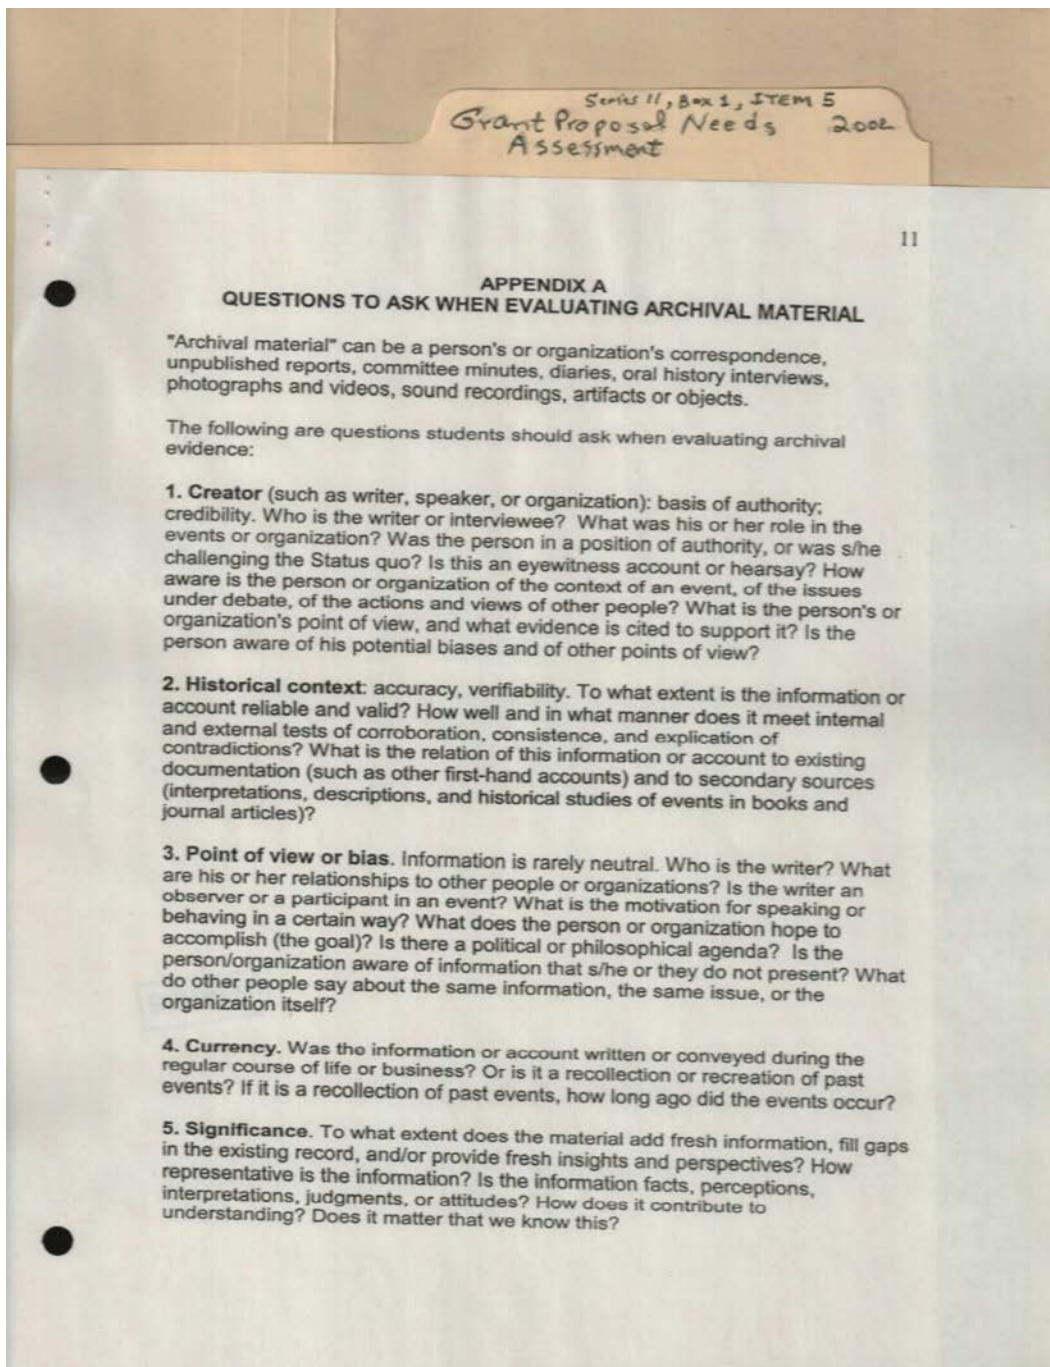 Series 11, Box 1, ITEM 5
Grant Proposal Needs 2002
Assessment
11
APPENDIX A
QUESTIONS TO ASK WHEN EVALUATING ARCHIVAL MATERIAL
"Archival material" can be a person's or organization's correspondence,
unpublished reports, committee minutes, diaries, oral history interviews,
photographs and videos, sound recordings, artifacts or objects.
The following are questions students should ask when evaluating archival
evidence:
1. Creator (such as writer, speaker, or organization): basis of authority;
credibility. Who is the writer or interviewee? What was his or her role in the
events or organization? Was the person in a position of authority, or was s/he
challenging the Status quo? Is this an eyewitness account or hearsay? How
aware is the person or organization of the context of an event, of the issues
under debate, of the actions and views of other people? What is the person's or
organization's point of view, and what evidence is cited to support it? Is the
person aware of his potential biases and of other points of view?
2. Historical context: accuracy, verifiability. To what extent is the information or
account reliable and valid? How well and in what manner does it meet internal
and external tests of corroboration, consistence, and explication of
contradictions? What is the relation of this information or account to existing
documentation (such as other first-hand accounts) and to secondary sources
(interpretations, descriptions, and historical studies of events in books and
journal articles)?
3. Point of view or bias. Information is rarely neutral. Who is the writer? What
are his or her relationships to other people or organizations? Is the writer an
observer or a participant in an event? What is the motivation for speaking or
behaving in a certain way? What does the person or organization hope to
accomplish (the goal)? Is there a political or philosophical agenda? Is the
person/organization aware of information that s/he or they do not present? What
do other people say about the same information, the same issue, or the
organization itself?
4. Currency. Was the information or account written or conveyed during the
regular course of life or business? Or is it a recollection or recreation of past
events? If it is a recollection of past events, how long ago did the events occur?
5. Significance. To what extent does the material add fresh information, fill gaps
in the existing record, and/or provide fresh insights and perspectives? How
representative is the information? Is the information facts, perceptions,
interpretations, judgments, or attitudes? How does it contribute to
understanding? Does it matter that we know this?